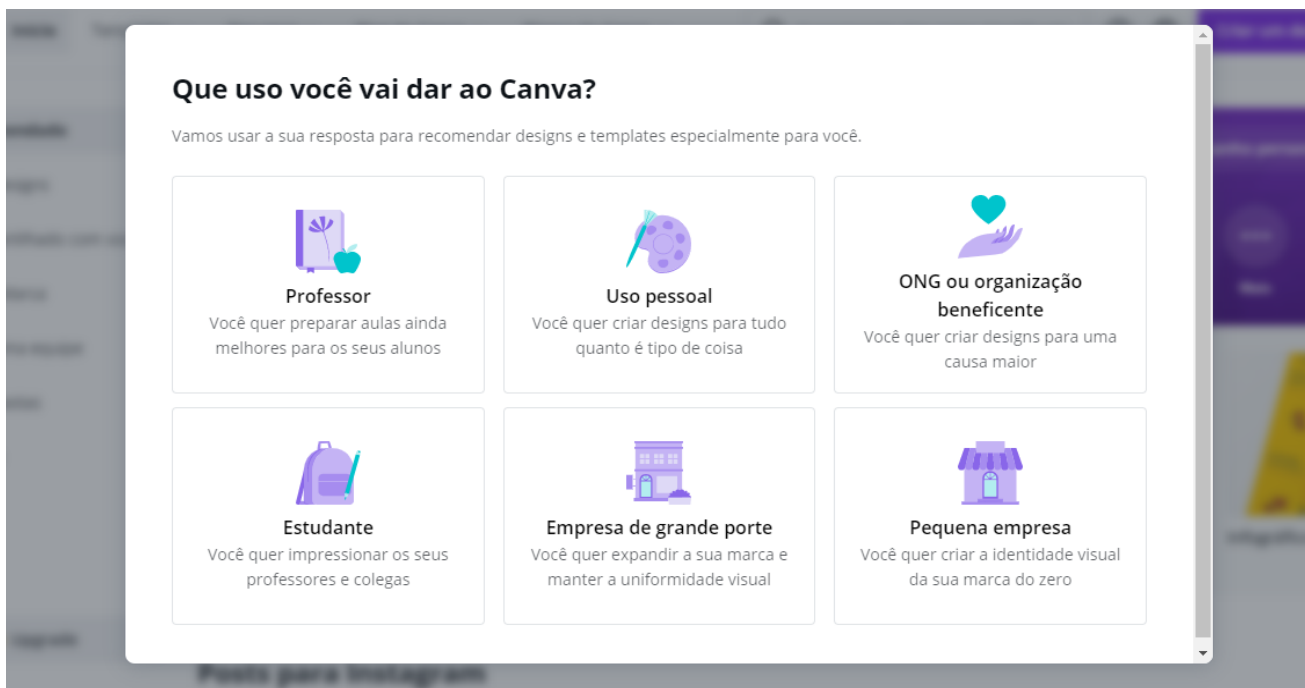 Que uso você vai dar ao Canva?
Vamos usar a sua resposta para recomendar designs e templates especialmente para você.
Professor
Você quer preparar aulas ainda
melhores para os seus alunos
Uso pessoal
Você quer criar designs para tudo
quanto é tipo de coisa
ONG ou organização
beneficente
Você quer criar designs para uma
causa maior
Estudante
Você quer impressionar os seus
professores e colegas
Empresa de grande porte
Você quer expandir a sua marca e
manter a uniformidade visual
Pequena empresa
Você quer criar a identidade visual
da sua marca do zero
Posts para Instagram